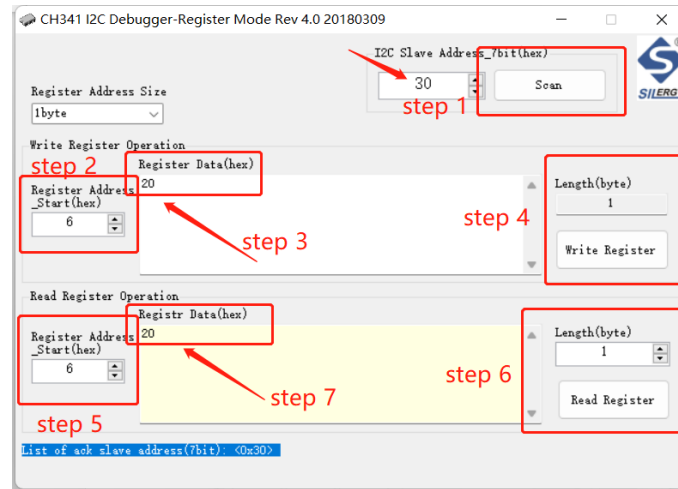 CH341 I2C Debugger-Register Mode Rev 4.0 20180309
I2C Slave Address_7bit(hex)
30
Scan
step 1
SILERG
Register Address Size
1byte
Write Register Operation
step 2
Register Data(hex)
20
Register Address
_Start(hex)
6
step 3
step 4
Length(byte)
1
Write Register
Read Register Operation
Registr Data(hex)
20
Register Address
_Start(hex)
6
step 5
step 7
step 6
Length(byte)
1
Read Register
List of ack slave address(7bit): <0x30>